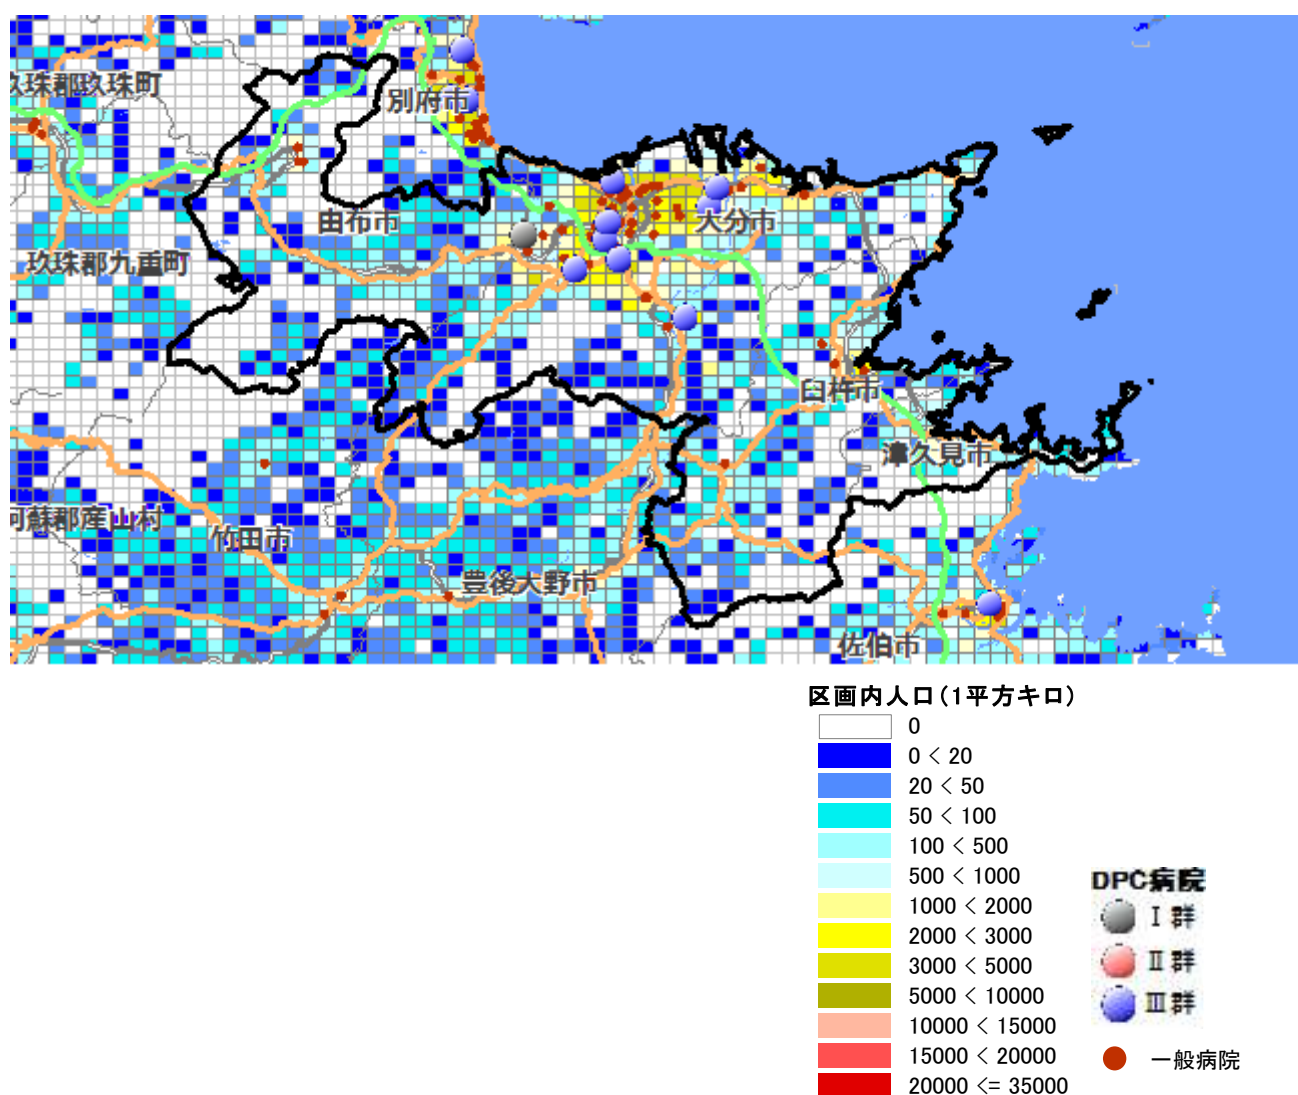 玖珠郡玖珠町
別府市
由布市
大分市
玖珠郡九重町
臼杵市
津久見市
阿蘇郡産山村
竹田市
豊後大野市
佐伯市
区画内人口(1平方キロ)
0
0 < 20
20 < 50
50 < 100
100 < 500
500 < 1000
1000 < 2000
2000 < 3000
3000 < 5000
5000 < 10000
10000 < 15000
15000 < 20000
20000 <= 35000
DPC病院
Ⅰ群
Ⅱ群
Ⅲ群
一般病院